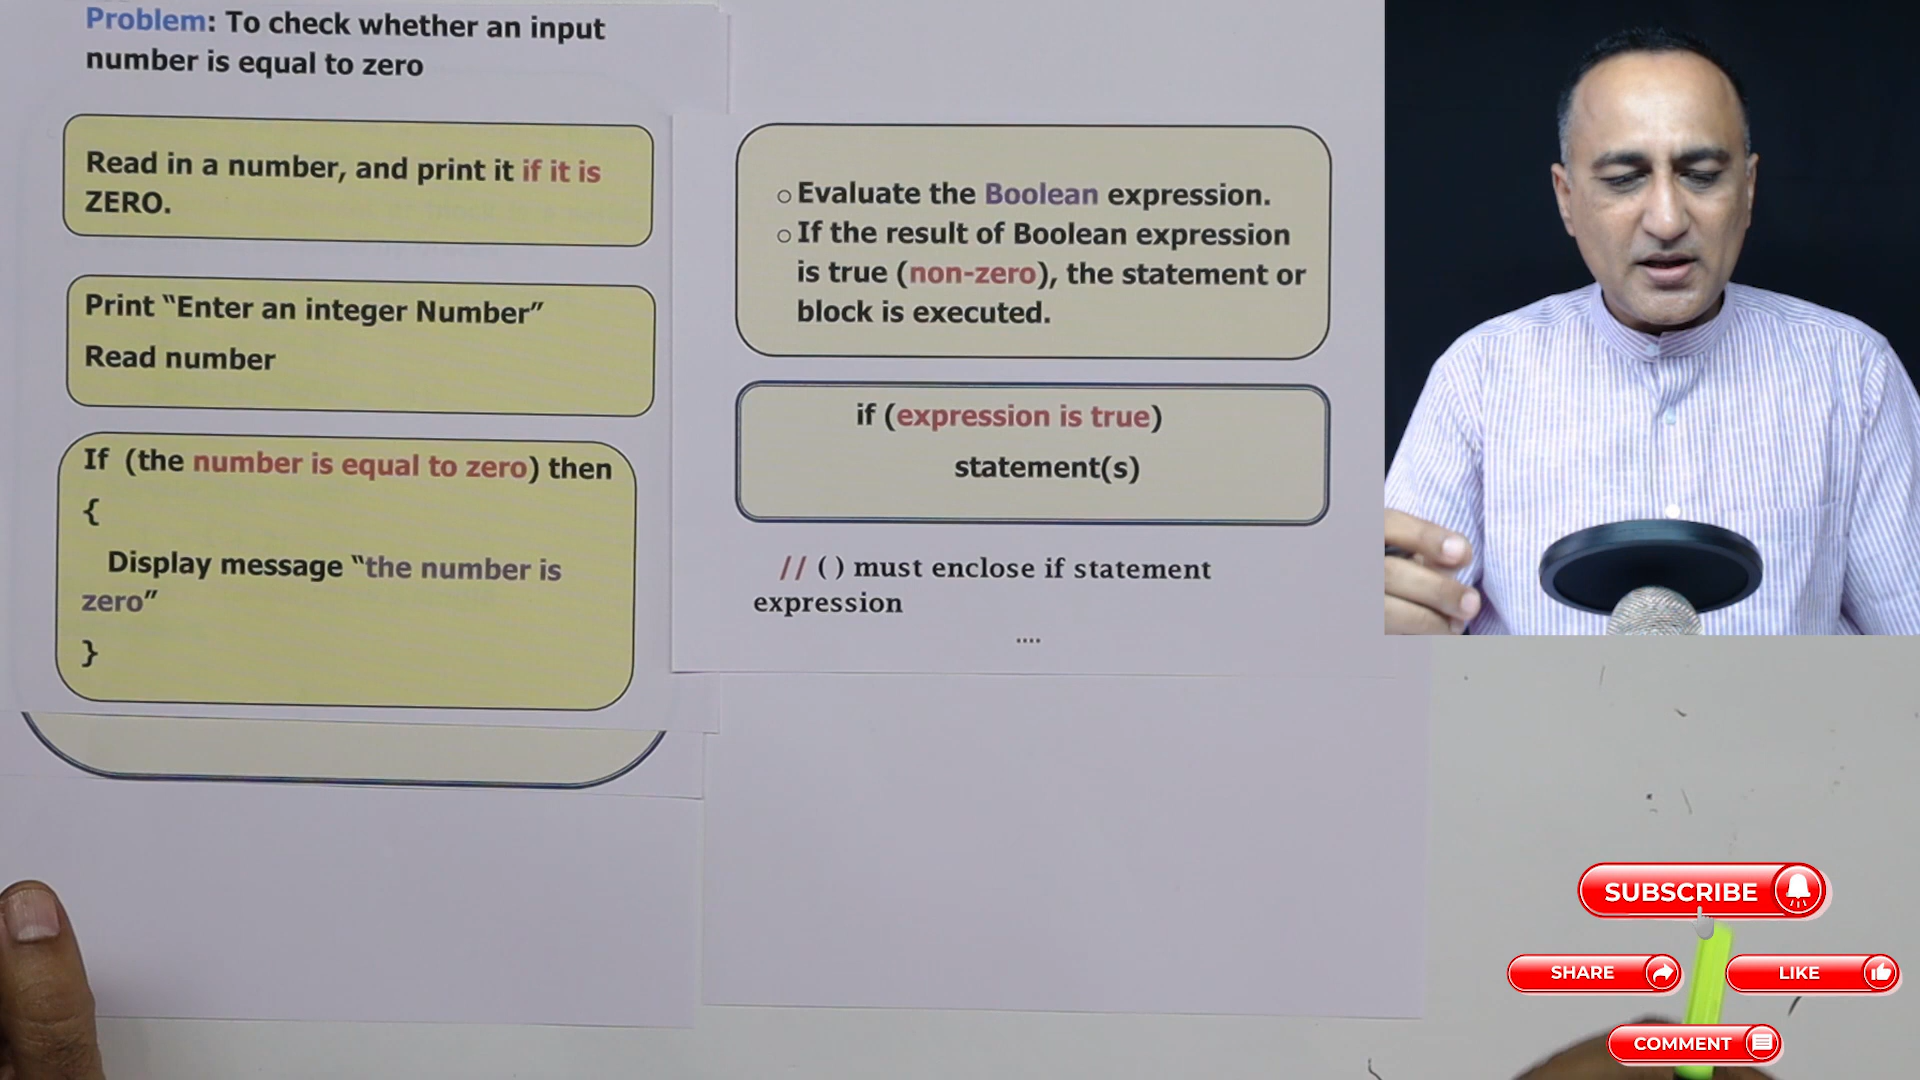 Problem: To check whether an input
number is equal to zero
Read in a number, and print it if it is
ZERO.
Print “Enter an integer Number”
Read number
If (the number is equal to zero) then
{
Display message “the number is
zero”
}
○ Evaluate the Boolean expression.
○ If the result of Boolean expression
is true (non-zero), the statement or
block is executed.
if (expression is true)
statement(s)
// ( ) must enclose if statement
expression
....
SUBSCRIBE
SHARE
LIKE
COMMENT